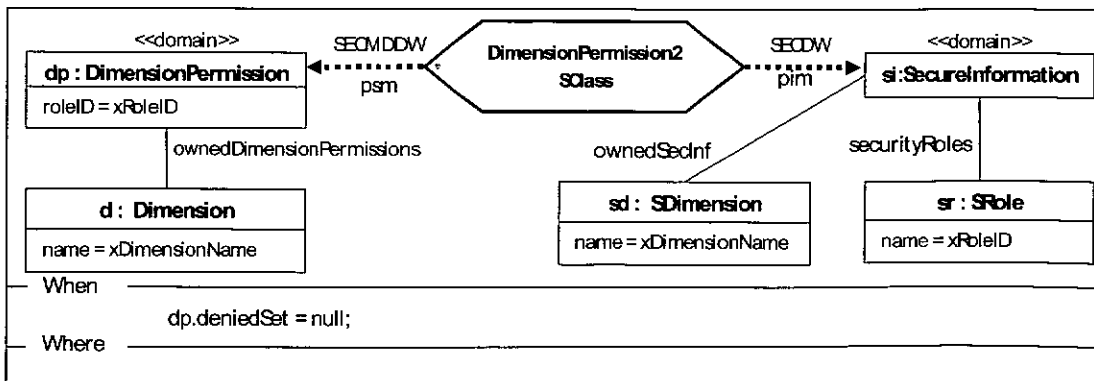 <<domain>>
dp : DimensionPermission
roleID = xRoleID
SECMDDW
psm
DimensionPermission2
SClass
SECDW
pim
<<domain>>
si:SecureInformation
ownedDimensionPermissions
ownedSecInf
securityRoles
d : Dimension
name = xDimensionName
sd : SDimension
name = xDimensionName
sr : SRole
name = xRoleID
When
dp.deniedSet = null;
Where